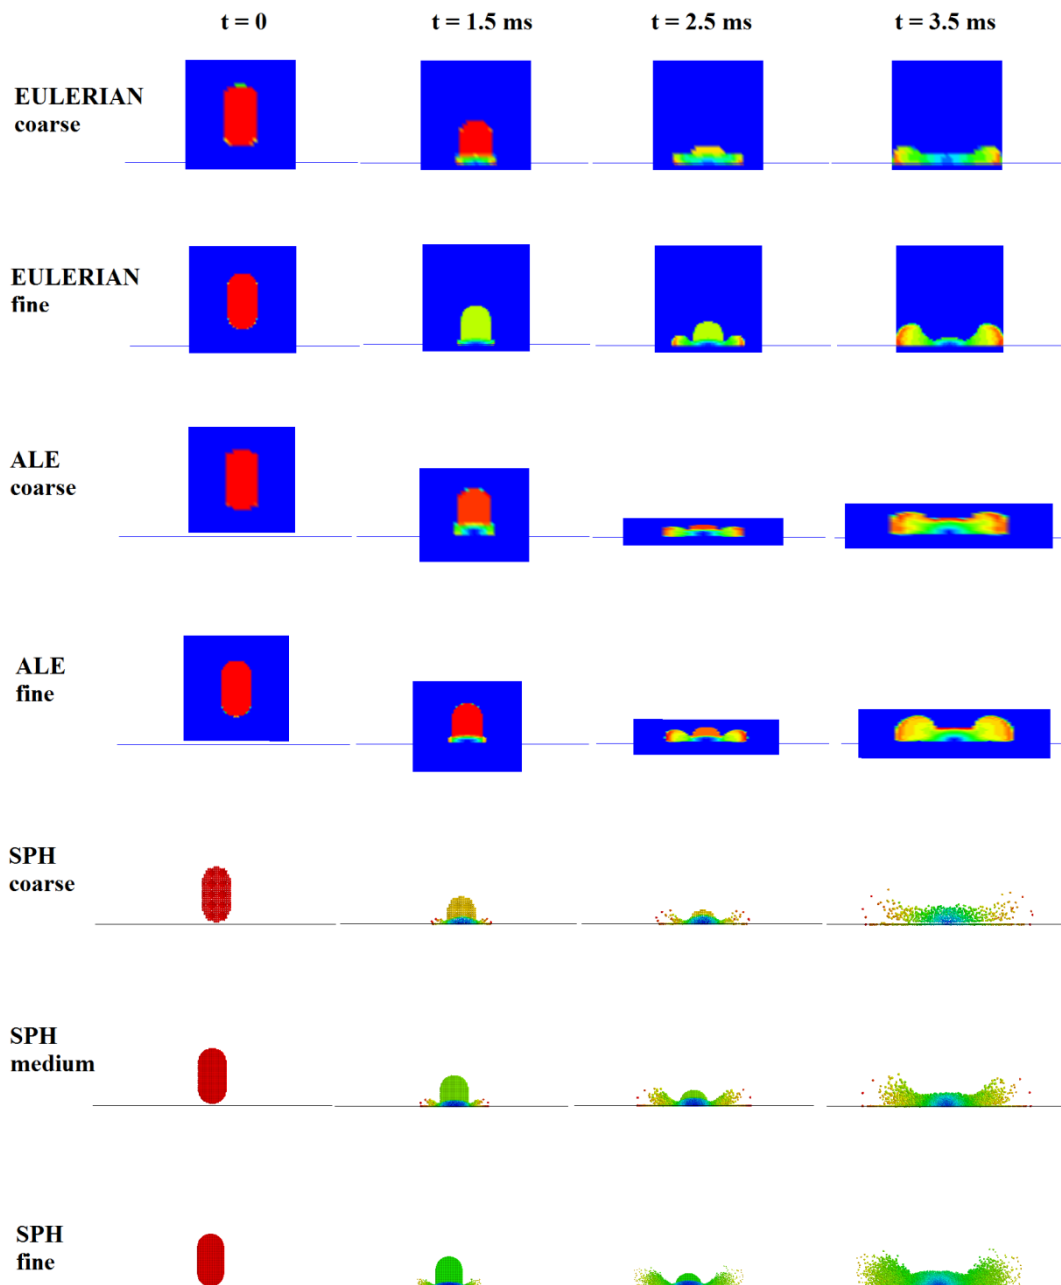 t = 0 t = 1.5 ms t = 2.5 ms t = 3.5 ms
EULERIAN
coarse
EULERIAN
fine
ALE
coarse
ALE
fine
SPH
coarse
SPH
medium
SPH
fine